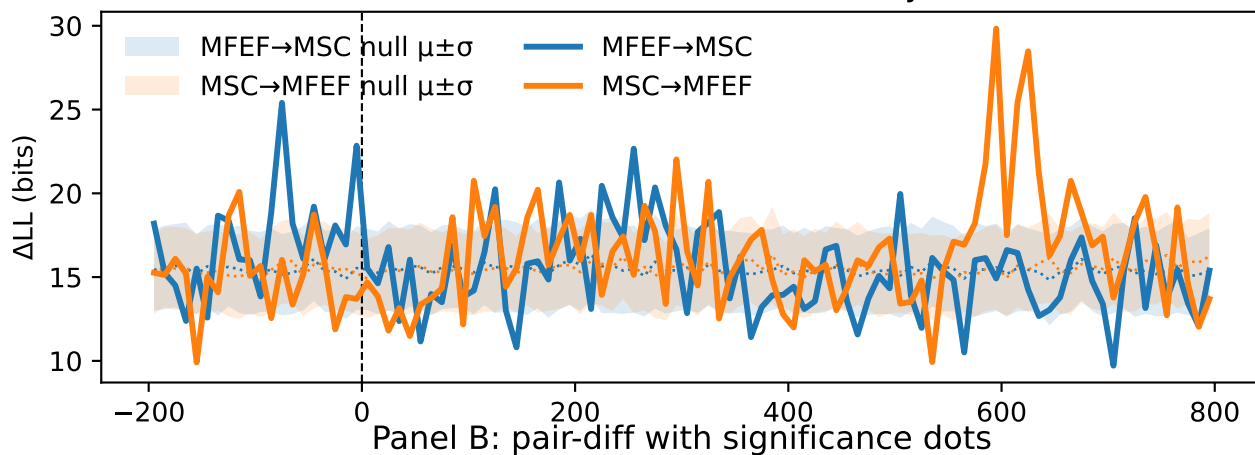 30
25
20
15
10
ΔLL (bits)
MFEF→MSC null μ±σ
MSC→MFEF null μ±σ
MFEF→MSC
MSC→MFEF
−200 0 200 400 600 800
Panel B: pair-diff with significance dots